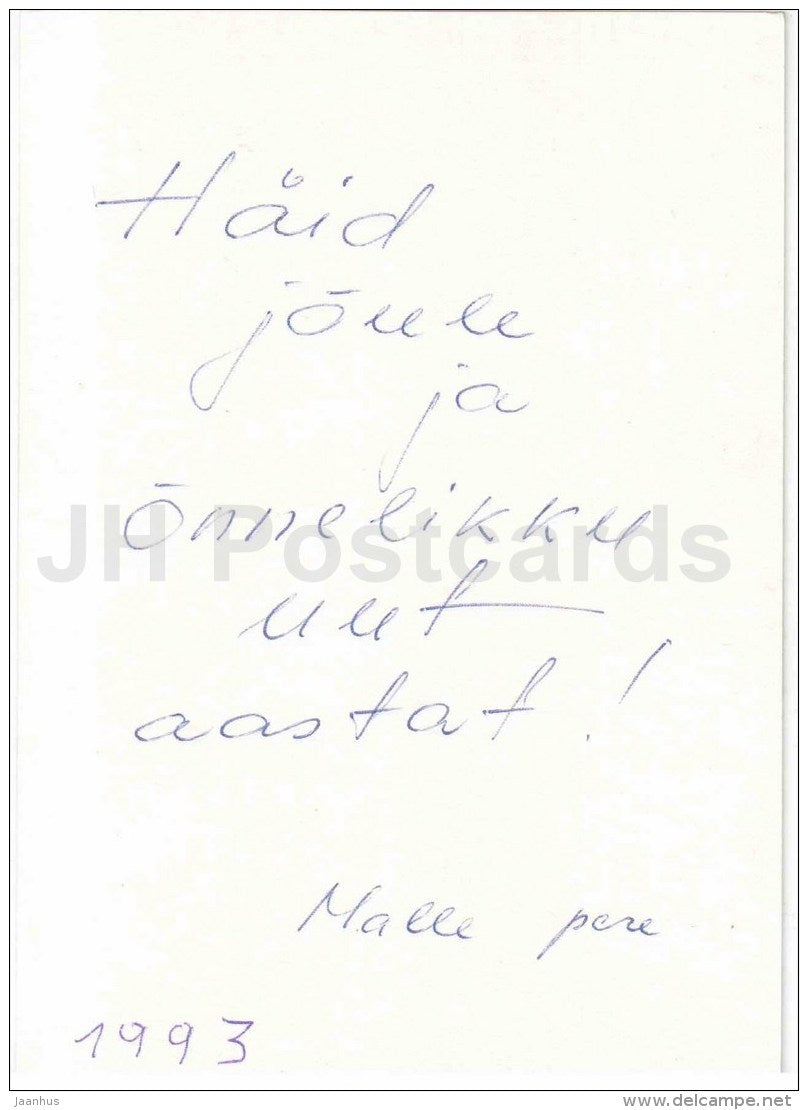 Häid
jõule
ja
õnnelikku
uut
aastat!
Malle pere
1993
JH Postcards
Jaanhus
www.delcampe.net